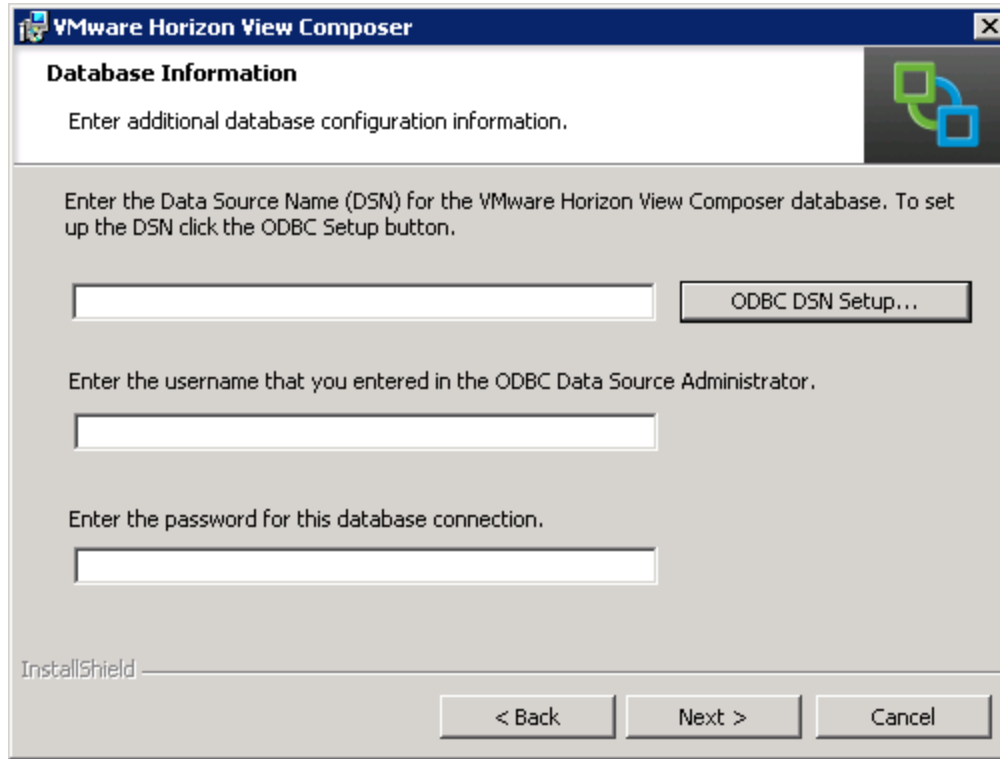 VMware Horizon View Composer
Database Information
Enter additional database configuration information.
Enter the Data Source Name (DSN) for the VMware Horizon View Composer database. To set
up the DSN click the ODBC Setup button.
ODBC DSN Setup...
Enter the username that you entered in the ODBC Data Source Administrator.
Enter the password for this database connection.
InstallShield
< Back Next > Cancel